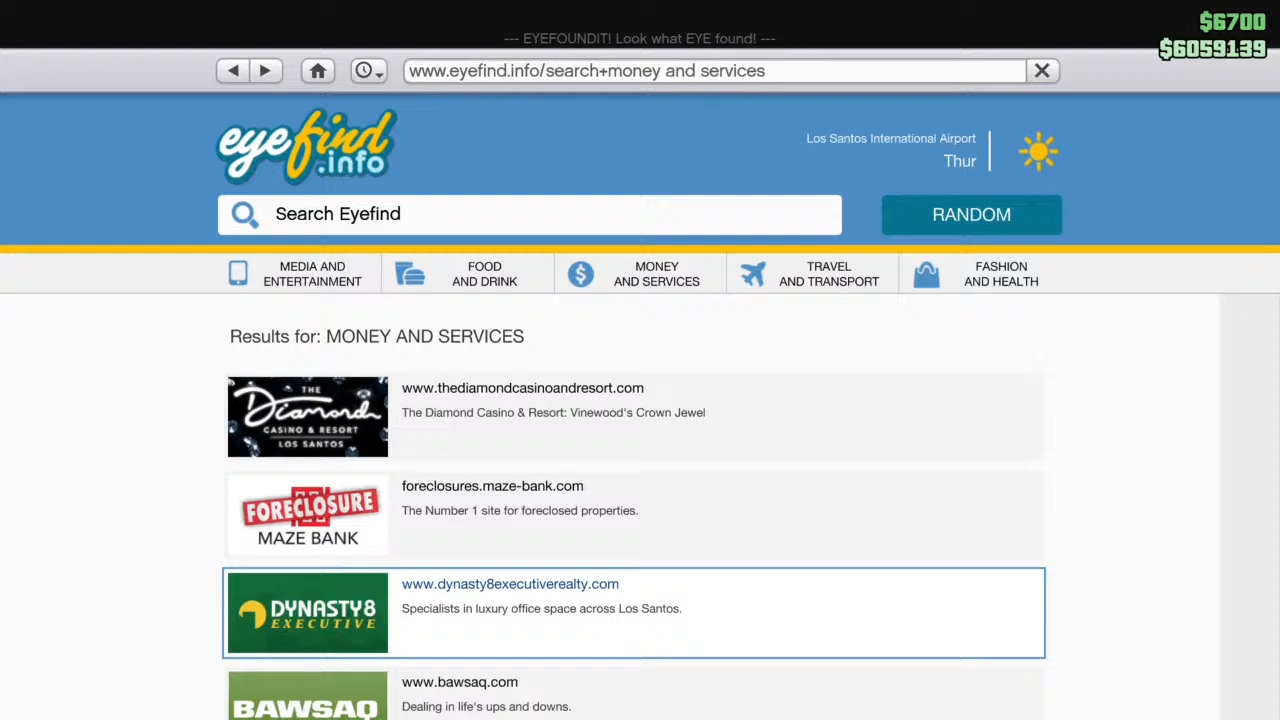 $6700
--- EYEFOUNDIT! Look what EYE found! ---
$6059139
www.eyefind.info/search+money and services
eyefind
.info
Los Santos International Airport
Thur
Search Eyefind
RANDOM
MEDIA AND
ENTERTAINMENT
FOOD
AND DRINK
MONEY
AND SERVICES
TRAVEL
AND TRANSPORT
FASHION
AND HEALTH
Results for: MONEY AND SERVICES
THE
Diamond
CASINO & RESORT
LOS SANTOS
www.thediamondcasinoandresort.com
The Diamond Casino & Resort: Vinewood's Crown Jewel
FORECLOSURE
MAZE BANK
foreclosures.maze-bank.com
The Number 1 site for foreclosed properties.
DYNASTY8
EXECUTIVE
www.dynasty8executiverealty.com
Specialists in luxury office space across Los Santos.
BAWSAQ
www.bawsaq.com
Dealing in life's ups and downs.